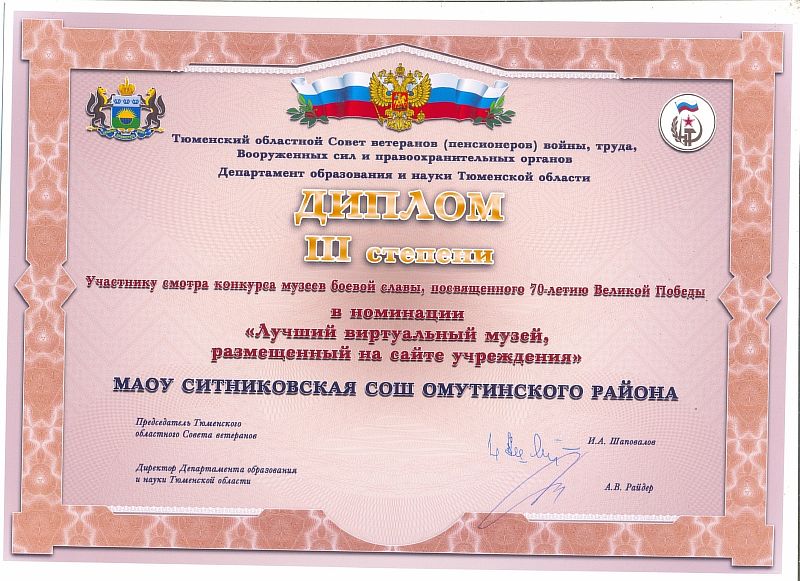 Тюменский областной Совет ветеранов (пенсионеров) войны, труда,
Вооруженных сил и правоохранительных органов
Департамент образования и науки Тюменской области
ДИПЛОМ
III степени
Участнику смотра конкурса музеев боевой славы, посвященного 70-летию Великой Победы
в номинации
«Лучший виртуальный музей,
размещенный на сайте учреждения»
МАОУ СИТНИКОВСКАЯ СОШ ОМУТИНСКОГО РАЙОНА
Председатель Тюменского
областного Совета ветеранов
И.А. Шаповалов
Директор Департамента образования
и науки Тюменской области
А.В. Райдер